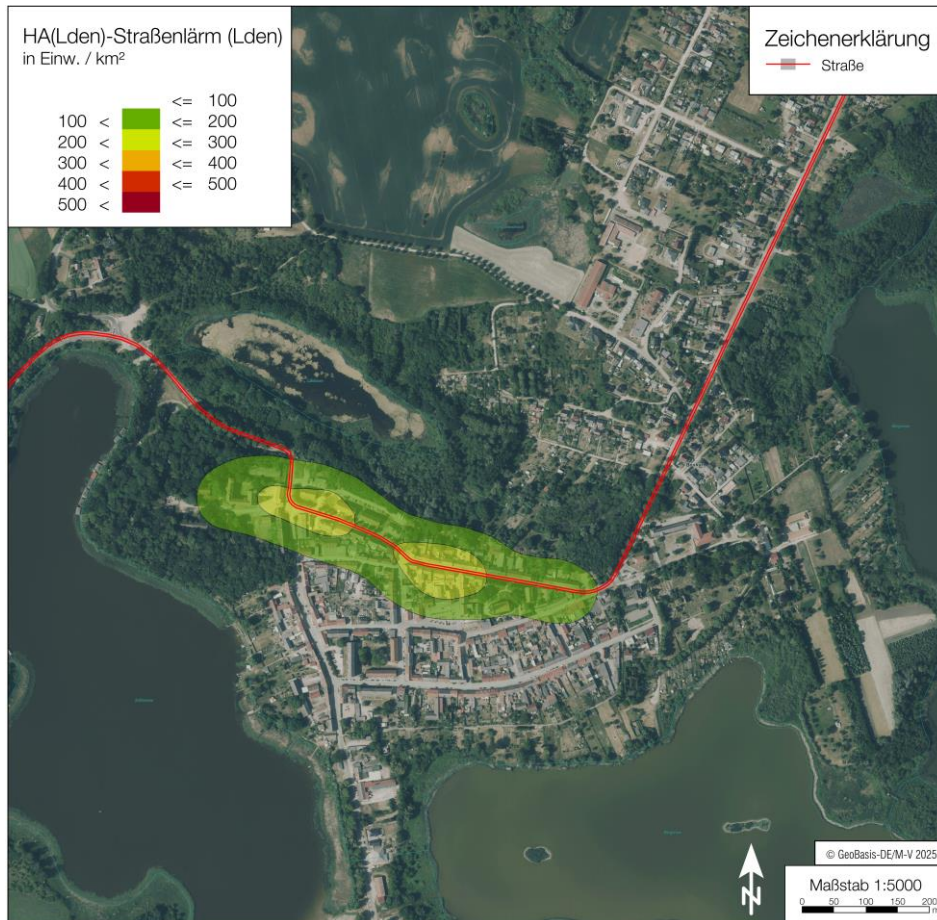 HA(Lden)-Straßenlärm (Lden)
in Einw. / km²
<= 100
100 < <= 200
200 < <= 300
300 < <= 400
400 < <= 500
500 <
Zeichenerklärung
Straße
© GeoBasis-DE/M-V 2025
Maßstab 1:5000
0 50 100 150 200
m
N